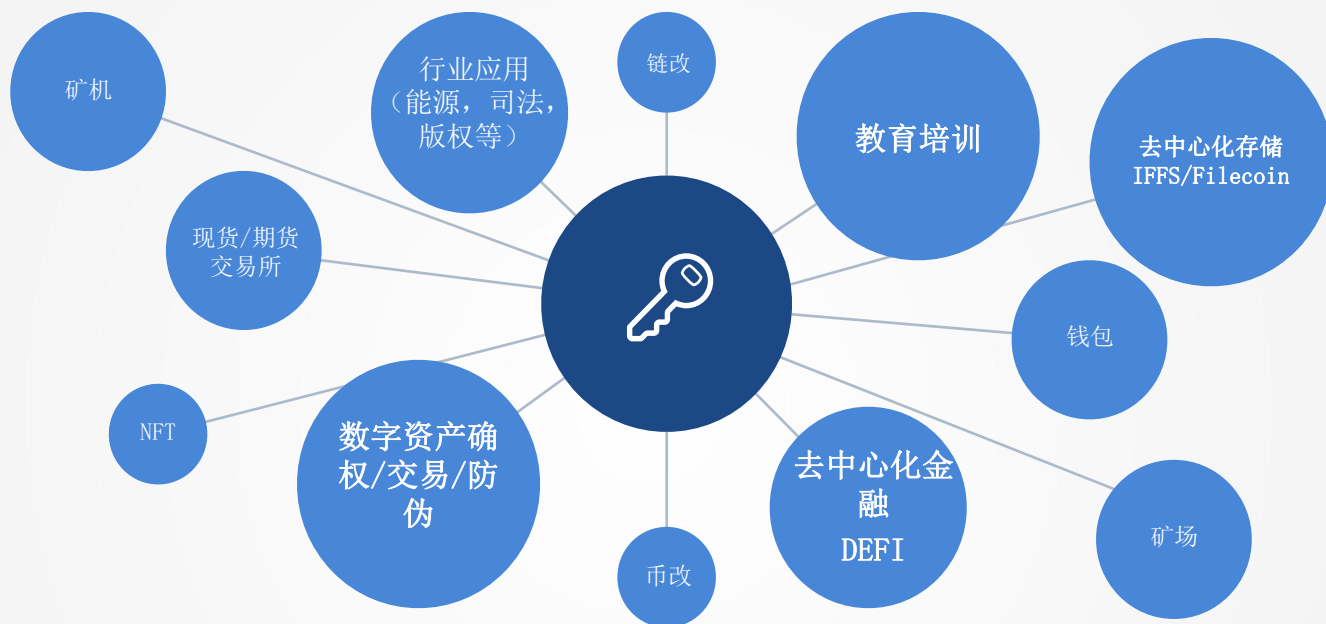 矿机
行业应用
（能源，司法，
版权等）
链改
教育培训
去中心化存储
IFFS/Filecoin
现货/期货
交易所
钱包
NFT
数字资产确
权/交易/防
伪
去中心化金
融
DEFI
矿场
币改